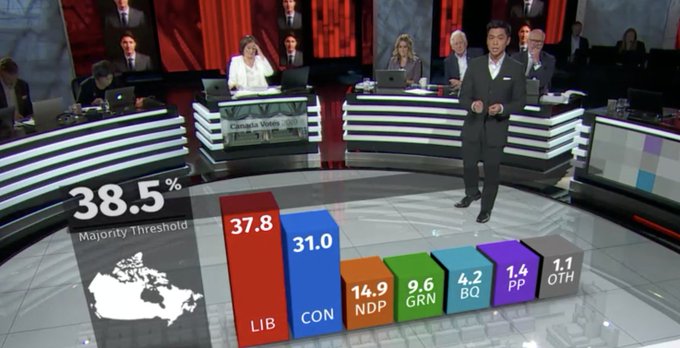 Canada Votes 2019
38.5%
Majority Threshold
37.8
LIB
31.0
CON
14.9
NDP
9.6
GRN
4.2
BQ
1.4
PP
1.1
OTH